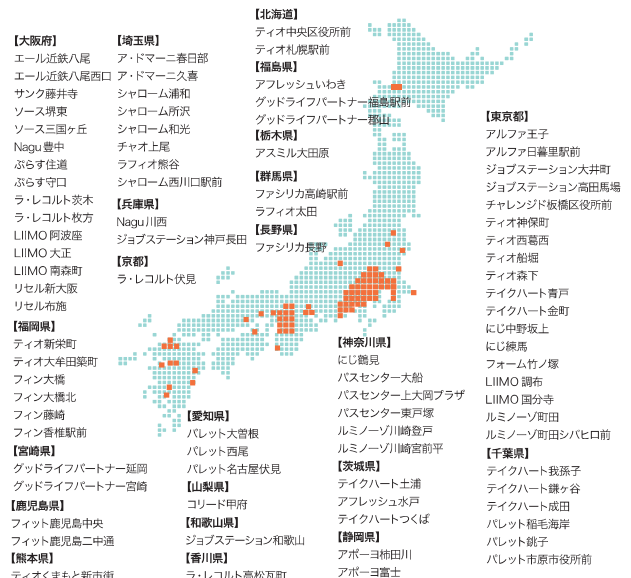 【大阪府】
エール近鉄八尾
エール近鉄八尾西口
サンク藤井寺
ソース堺東
ソース三国ヶ丘
Nagu豊中
ぷらす住道
ぷらす守口
ラ・レコルト茨木
ラ・レコルト枚方
LIIMO 阿波座
LIIMO 大正
LIIMO 南森町
リセル新大阪
リセル布施
【福岡県】
ティオ新栄町
ティオ大牟田築町
フィン大橋
フィン大橋北
フィン藤崎
フィン香椎駅前
【宮崎県】
グッドライフパートナー延岡
グッドライフパートナー宮崎
【鹿児島県】
フィット鹿児島中央
フィット鹿児島二中通
【熊本県】
ティオくまもと新市街
【埼玉県】
ア・ドマーニ春日部
ア・ドマーニ久喜
シャローム浦和
シャローム所沢
シャローム和光
チャオ上尾
ラフィオ熊谷
シャローム西川口駅前
【兵庫県】
Nagu川西
ジョブステーション神戸長田
【京都】
ラ・レコルト伏見
【愛知県】
パレット大曽根
パレット西尾
パレット名古屋伏見
【山梨県】
コリード甲府
【和歌山県】
ジョブステーション和歌山
【香川県】
ラ・レコルト高松瓦町
【北海道】
ティオ中央区役所前
ティオ札幌駅前
【福島県】
アフレッシュいわき
グッドライフパートナー福島駅前
グッドライフパートナー郡山
【栃木県】
アスミル大田原
【群馬県】
ファシリカ高崎駅前
ラフィオ太田
【長野県】
ファシリカ長野
【神奈川県】
にじ鶴見
パスセンター大船
パスセンター上大岡プラザ
パスセンター東戸塚
ルミノーゾ川崎登戸
ルミノーゾ川崎宮前平
【茨城県】
テイクハート土浦
アフレッシュ水戸
テイクハートつくば
【静岡県】
アポーヨ柿田川
アポーヨ富士
【東京都】
アルファ王子
アルファ日暮里駅前
ジョブステーション大井町
ジョブステーション高田馬場
チャレンジド板橋区役所前
ティオ神保町
ティオ西葛西
ティオ船堀
ティオ森下
テイクハート青戸
テイクハート金町
にじ中野坂上
にじ練馬
フォーム竹ノ塚
LIIMO 調布
LIIMO 国分寺
ルミノーゾ町田
ルミノーゾ町田シバヒロ前
【千葉県】
テイクハート我孫子
テイクハート鎌ヶ谷
テイクハート成田
パレット稲毛海岸
パレット銚子
パレット市原市役所前